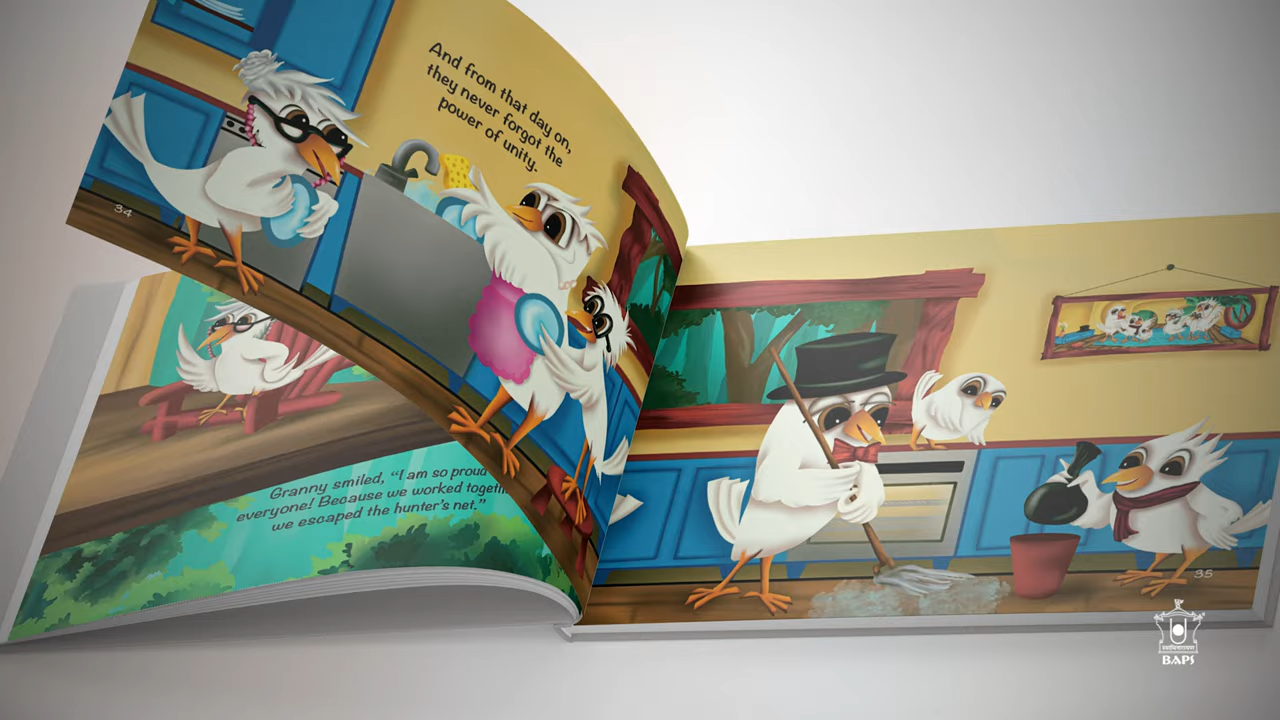 And from that day on,
they never forgot the
power of unity.
34
Granny smiled, “I am so proud
everyone! Because we worked
we escaped the hunter's net.”
35
BAPS